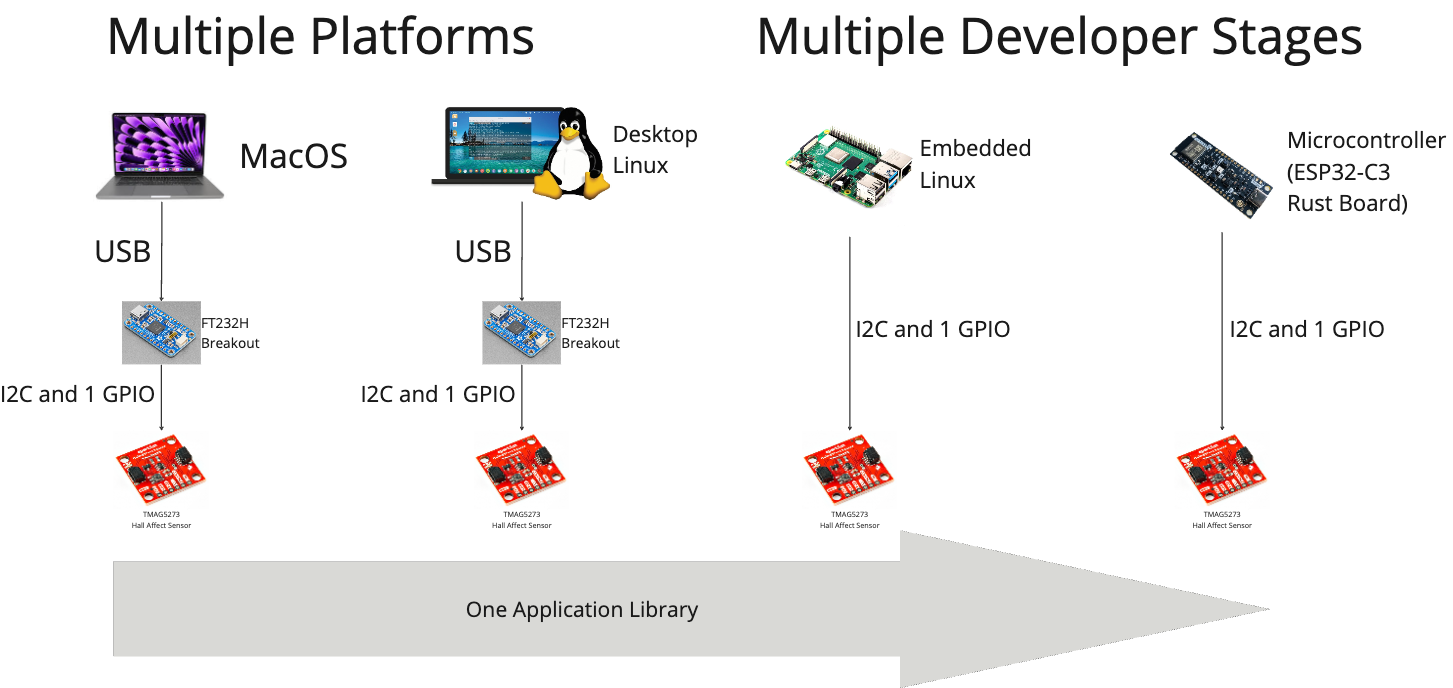 Multiple Platforms
Multiple Developer Stages
MacOS
Desktop
Linux
Embedded
Linux
Microcontroller
(ESP32-C3
Rust Board)
USB
USB
FT232H
Breakout
FT232H
Breakout
I2C and 1 GPIO
I2C and 1 GPIO
I2C and 1 GPIO
I2C and 1 GPIO
TMAG5273
Hall Affect Sensor
TMAG5273
Hall Affect Sensor
TMAG5273
Hall Affect Sensor
TMAG5273
Hall Affect Sensor
One Application Library